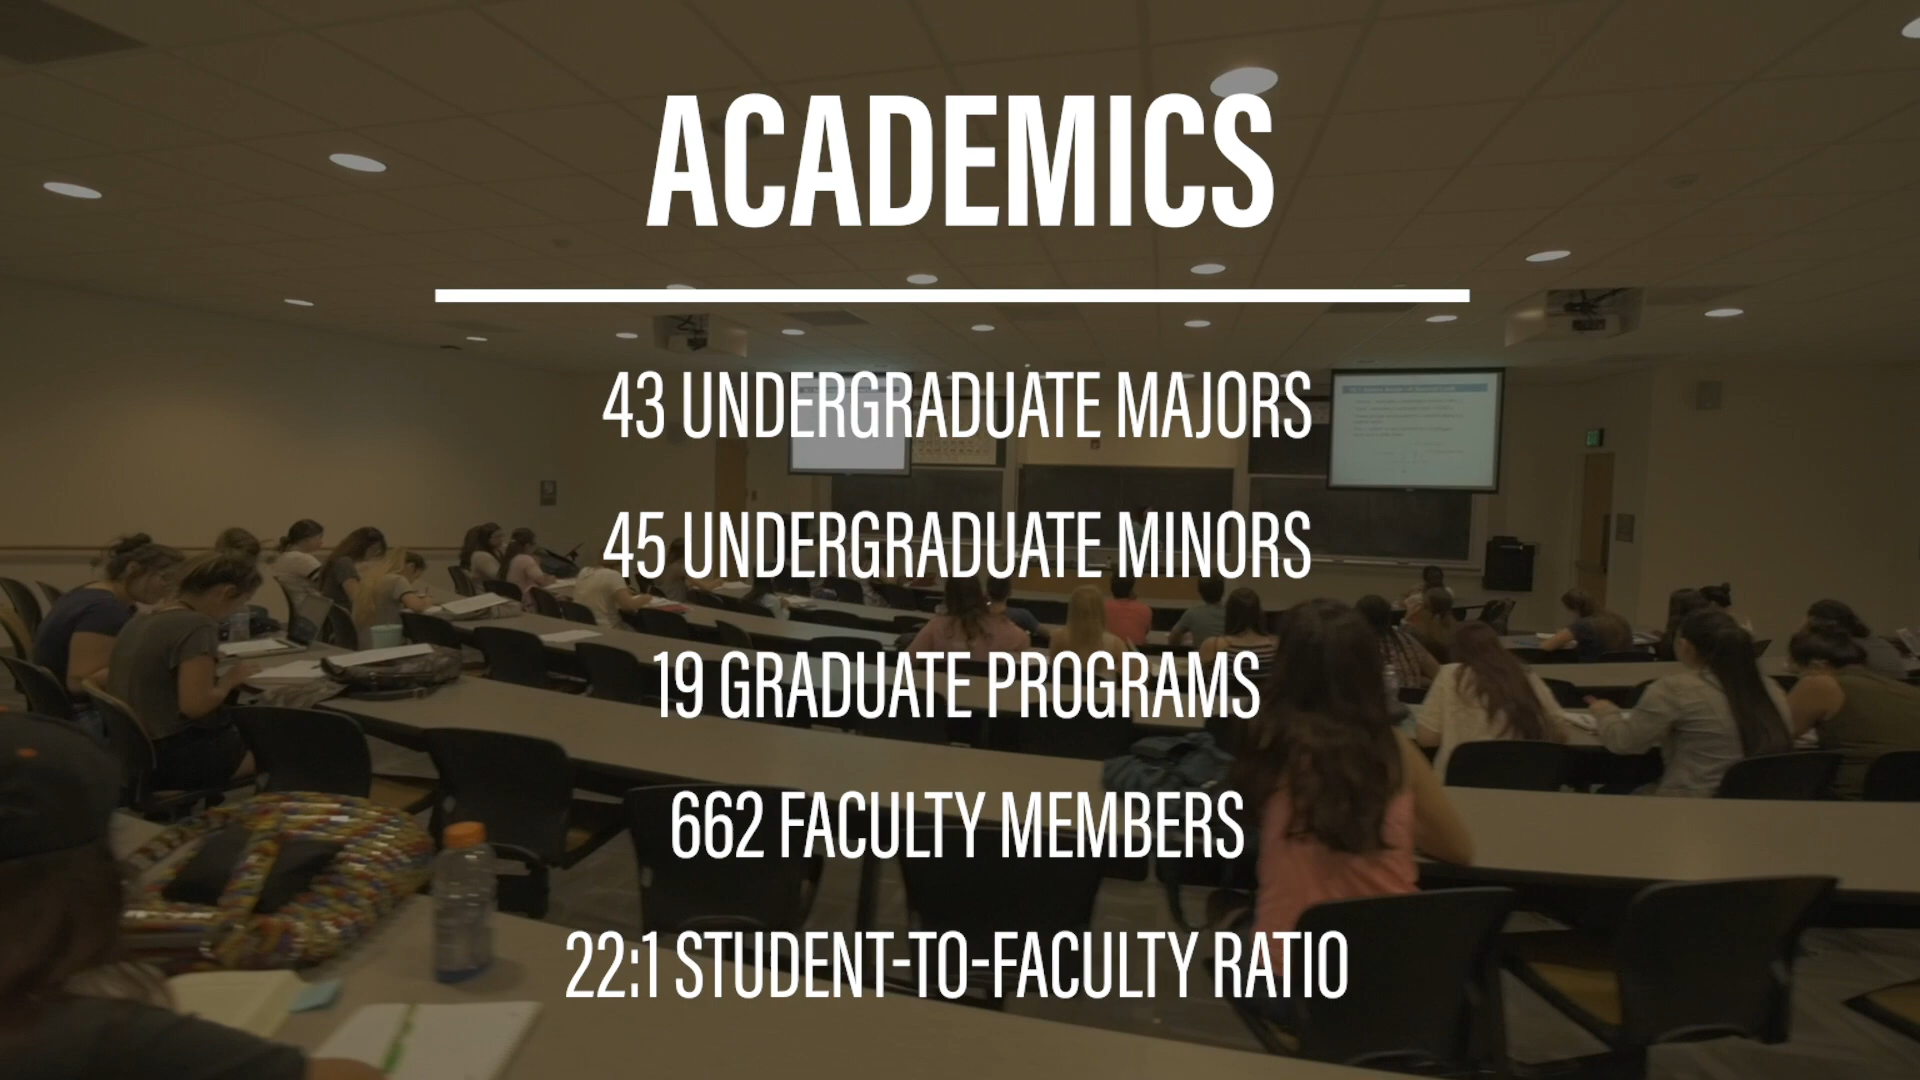 ACADEMICS
43 UNDERGRADUATE MAJORS
45 UNDERGRADUATE MINORS
19 GRADUATE PROGRAMS
662 FACULTY MEMBERS
22:1 STUDENT-TO-FACULTY RATIO